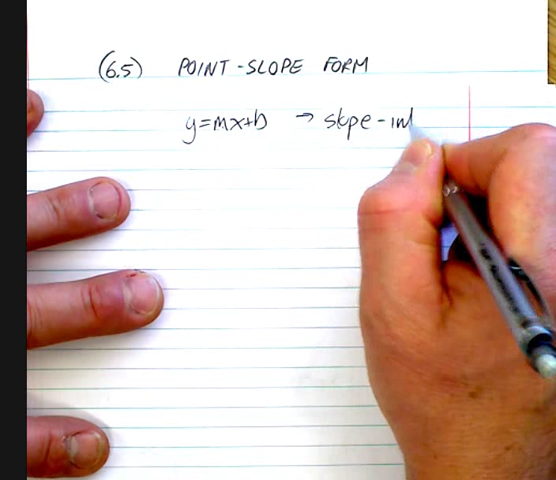 (6.5) POINT-SLOPE FORM
y=mx+b → slope-int